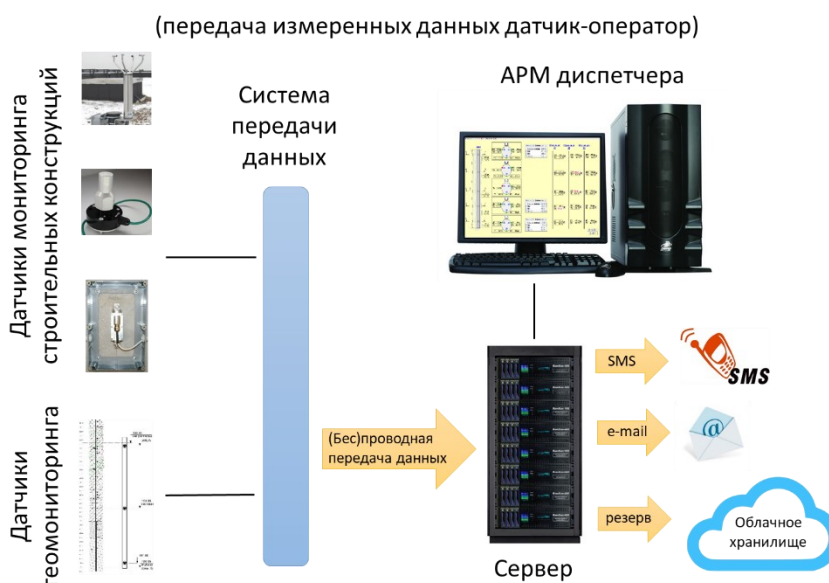 (передача измеренных данных датчик-оператор)
Датчики мониторинга
строительных конструкций
Система
передачи
данных
АРМ диспетчера
Датчики
геомониторинга
(Бес)проводная
передача данных
SMS
SMS
e-mail
@
резерв
Облачное
хранилище
Сервер